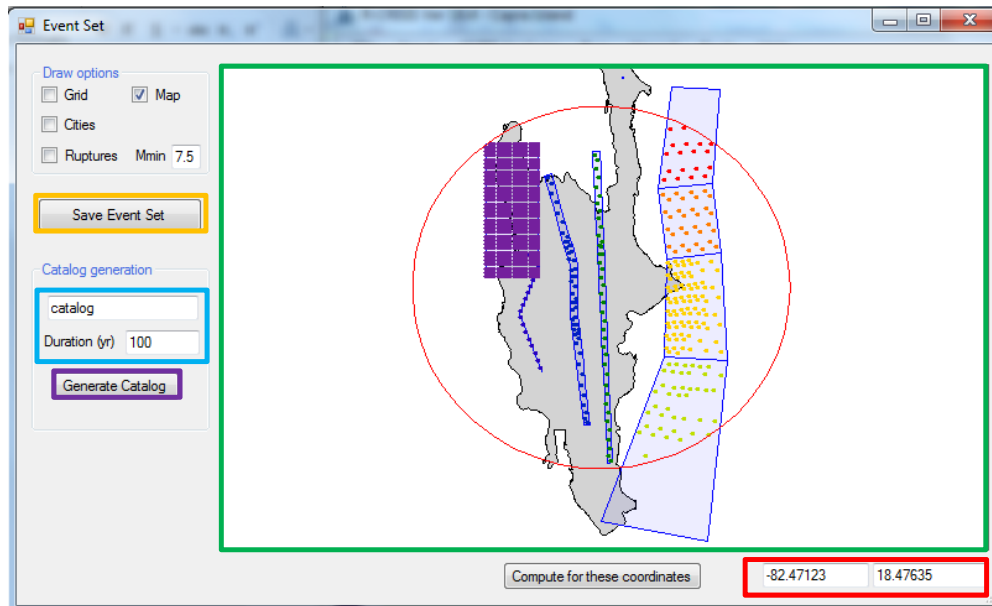 Event Set
Draw options
Grid
Map
Cities
Ruptures Mmin 7.5
Save Event Set
Catalog generation
catalog
Duration (yr) 100
Generate Catalog
Compute for these coordinates -82.47123 18.47635